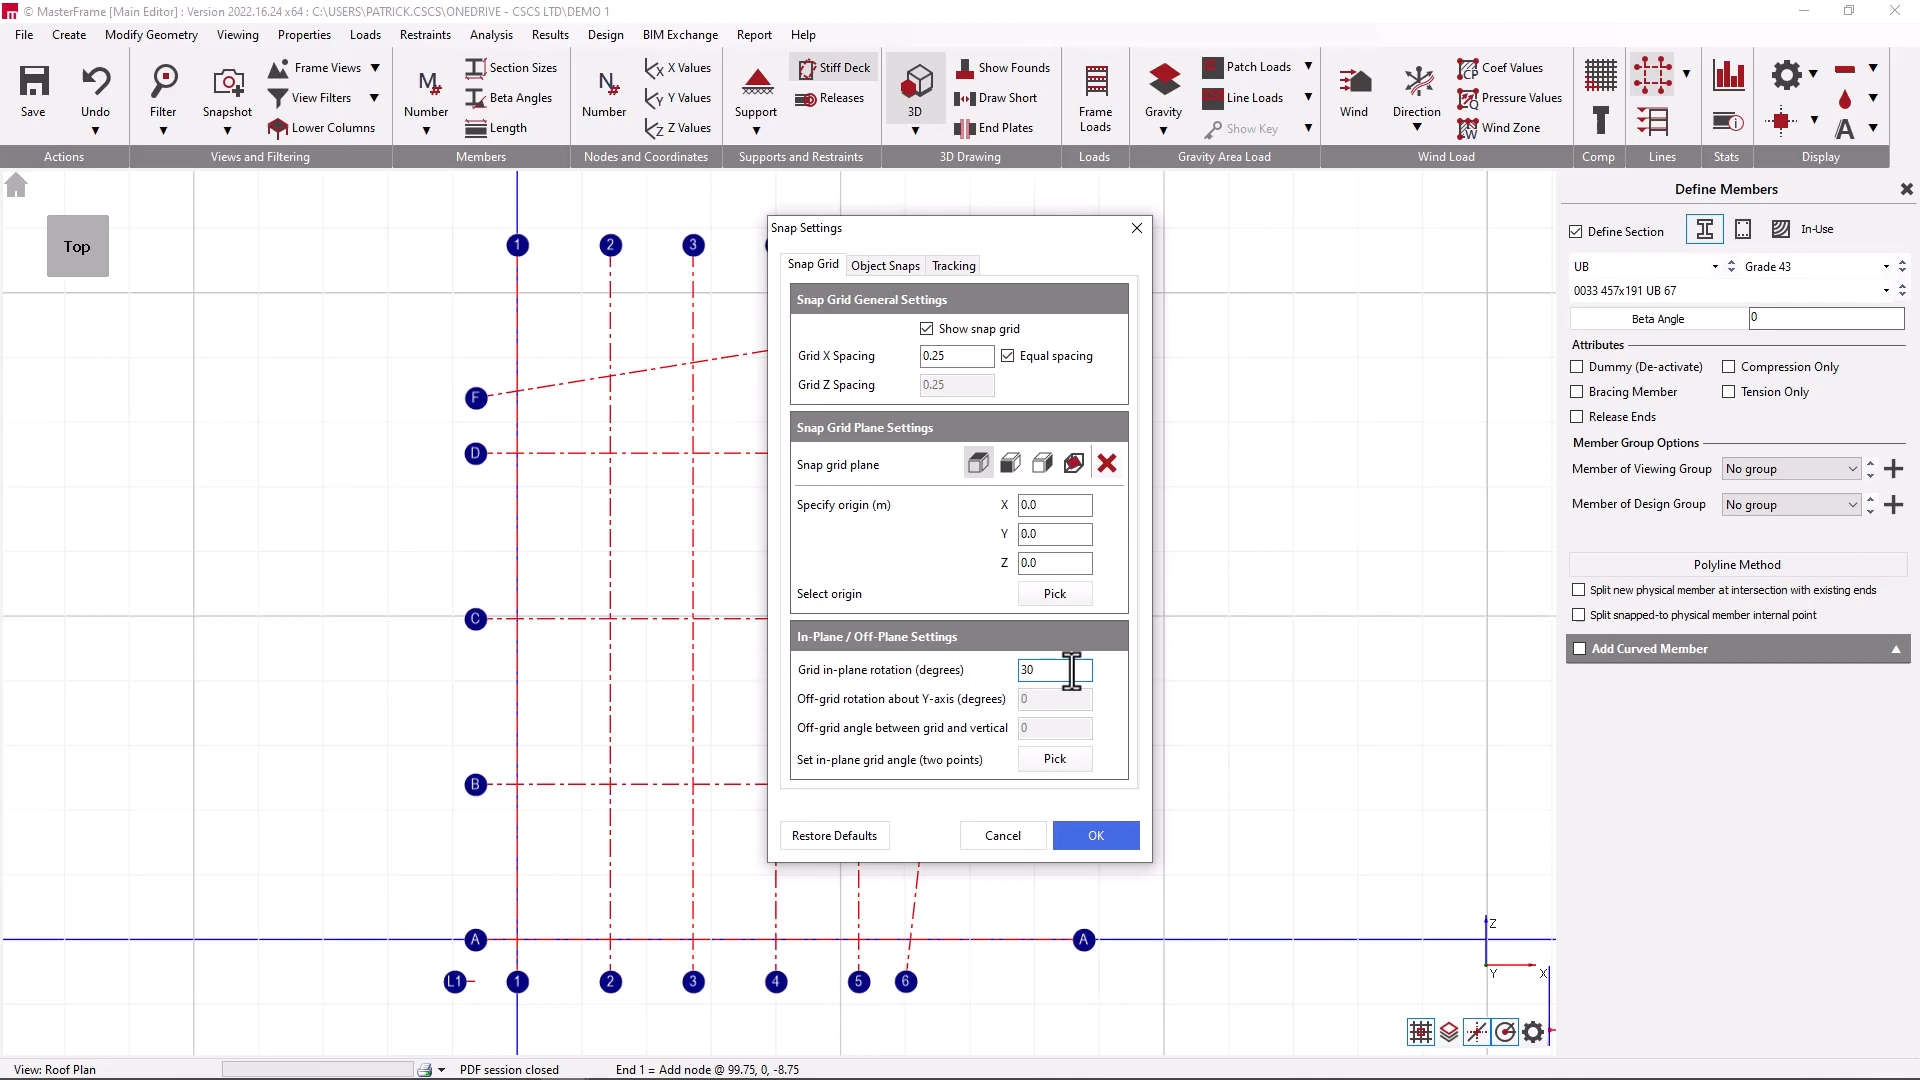 © MasterFrame [Main Editor] : Version 2022.16.24 x64 : C:\USERS\PATRICK.CSCS\ONEDRIVE - CSCS LTD\DEMO 1
File Create Modify Geometry Viewing Properties Loads Restraints Analysis Results Design BIM Exchange Report Help
Save Undo Filter Snapshot Frame Views View Filters Lower Columns
Number Section Sizes Beta Angles Length
Number X Values Y Values Z Values
Support Stiff Deck Releases
3D Show Founds Draw Short End Plates
Frame Loads
Gravity Patch Loads Line Loads Show Key
Wind Direction Coef Values Pressure Values Wind Zone
Actions Views and Filtering Members Nodes and Coordinates Supports and Restraints 3D Drawing Loads Gravity Area Load Wind Load Comp Lines Stats Display
Top
1 2 3
F
D
C
B
A A
L1 1 2 3 4 5 6
Z
Y X
Snap Settings
Snap Grid Object Snaps Tracking
Snap Grid General Settings
Show snap grid
Grid X Spacing 0.25 Equal spacing
Grid Z Spacing 0.25
Snap Grid Plane Settings
Snap grid plane
Specify origin (m) X 0.0
Y 0.0
Z 0.0
Select origin Pick
In-Plane / Off-Plane Settings
Grid in-plane rotation (degrees) 30
Off-grid rotation about Y-axis (degrees) 0
Off-grid angle between grid and vertical 0
Set in-plane grid angle (two points) Pick
Restore Defaults Cancel OK
Define Members
Define Section In-Use
UB Grade 43
0033 457x191 UB 67
Beta Angle 0
Attributes
Dummy (De-activate) Compression Only
Bracing Member Tension Only
Release Ends
Member Group Options
Member of Viewing Group No group
Member of Design Group No group
Polyline Method
Split new physical member at intersection with existing ends
Split snapped-to physical member internal point
Add Curved Member
View: Roof Plan PDF session closed End 1 = Add node @ 99.75, 0, -8.75